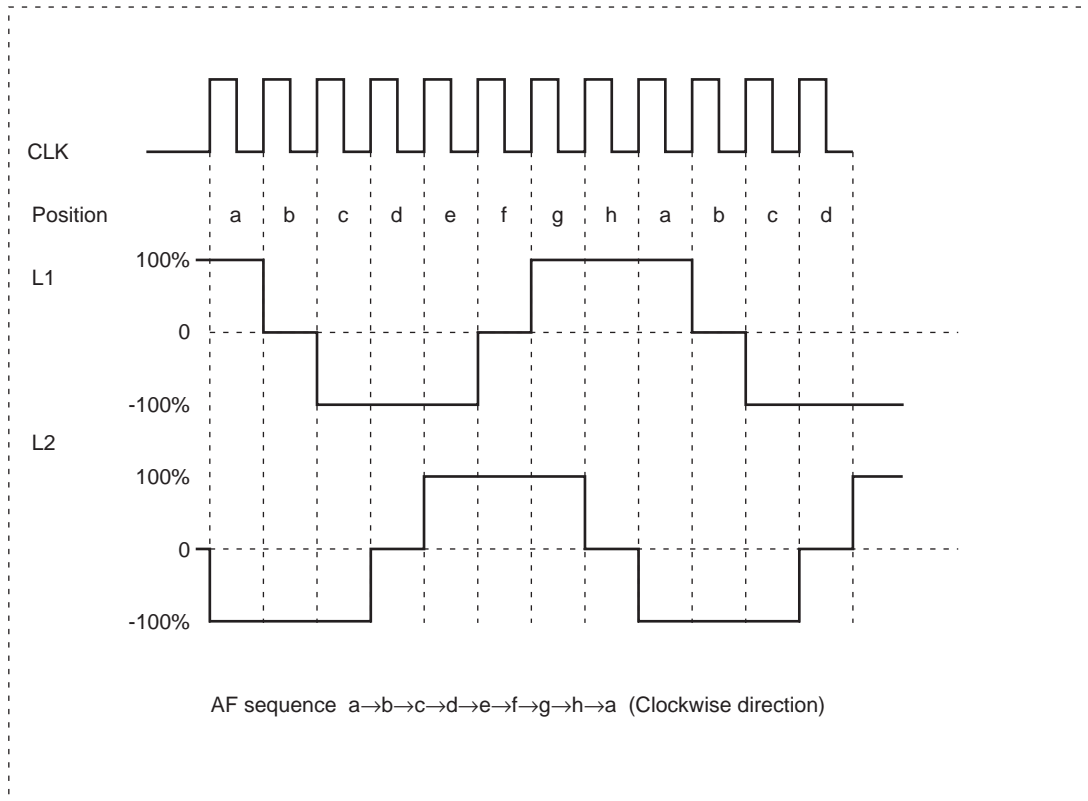 CLK
Position a b c d e f g h a b c d
100%
L1
0
-100%
L2
100%
0
-100%
AF sequence a→b→c→d→e→f→g→h→a (Clockwise direction)